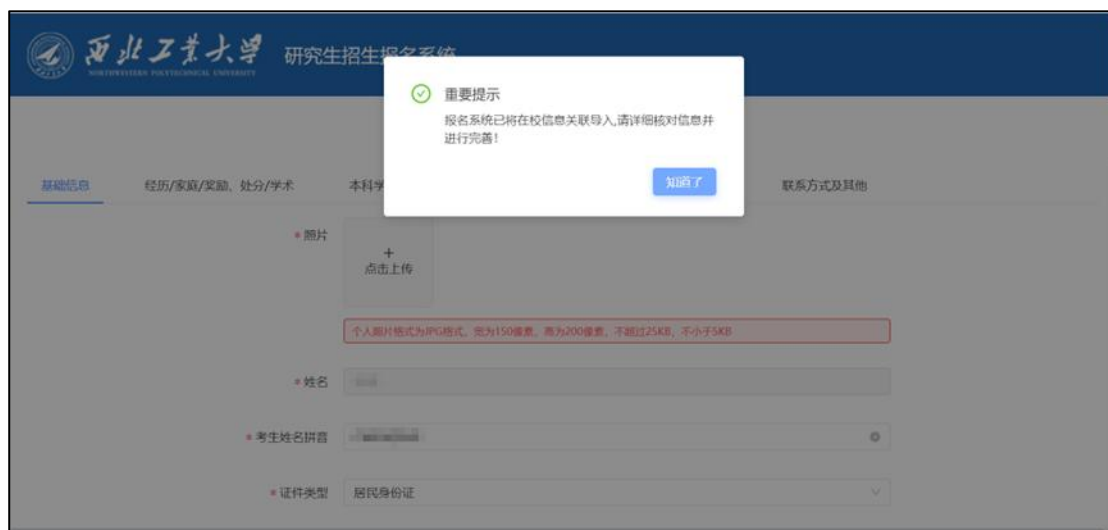 西北工业大学 研究生招生报名系统
NORTHWESTERN POLYTECHNICAL UNIVERSITY
重要提示
报名系统已将在校信息关联导入,请详细核对信息并
进行完善!
知道了
基础信息 经历/家庭/奖励、处分/学术 本科学 联系方式及其他
* 照片
+
点击上传
个人照片格式为JPG格式，宽为150像素，高为200像素，不超过25KB，不小于5KB
* 姓名
* 考生姓名拼音
* 证件类型 居民身份证